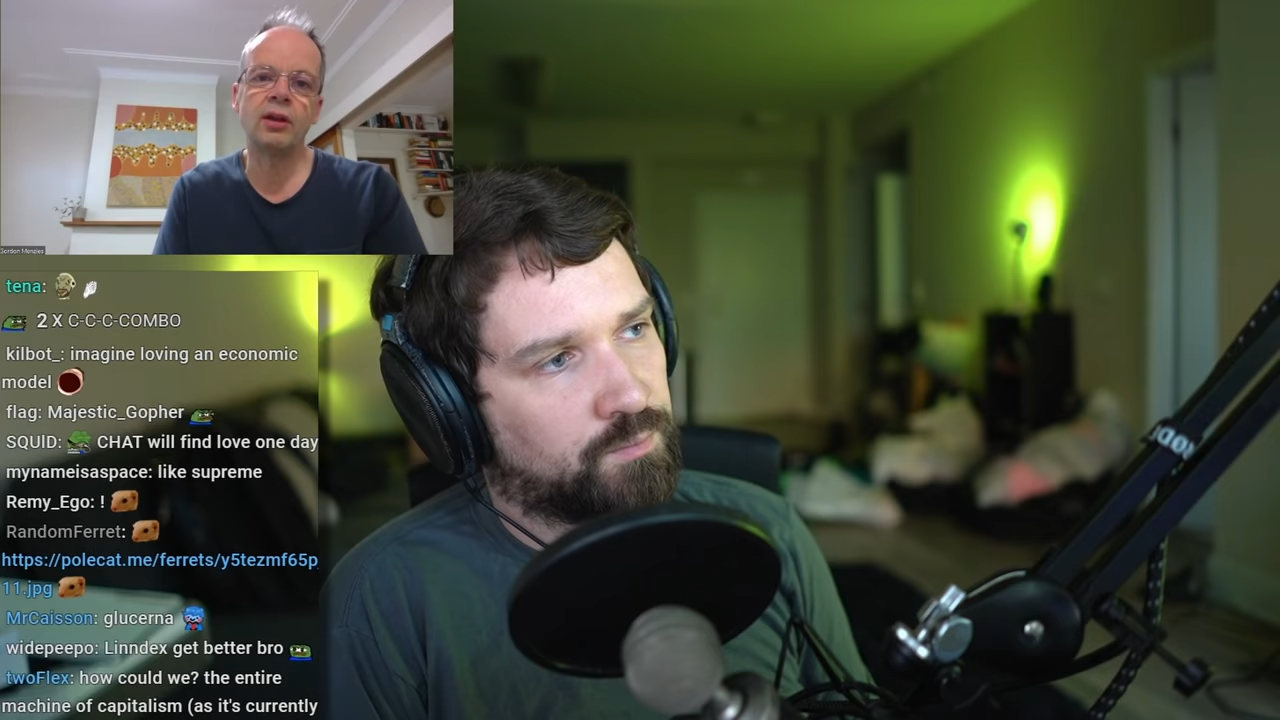 Gordon Menzies
tena:
2 X C-C-C-COMBO
kilbot_: imagine loving an economic
model
flag: Majestic_Gopher
SQUID: CHAT will find love one day
mynameisaspace: like supreme
Remy_Ego: !
RandomFerret:
https://polecat.me/ferrets/y5tezmf65p
11.jpg
MrCaisson: glucerna
widepeepo: Linndex get better bro
twoFlex: how could we? the entire
machine of capitalism (as it's currently
RODE